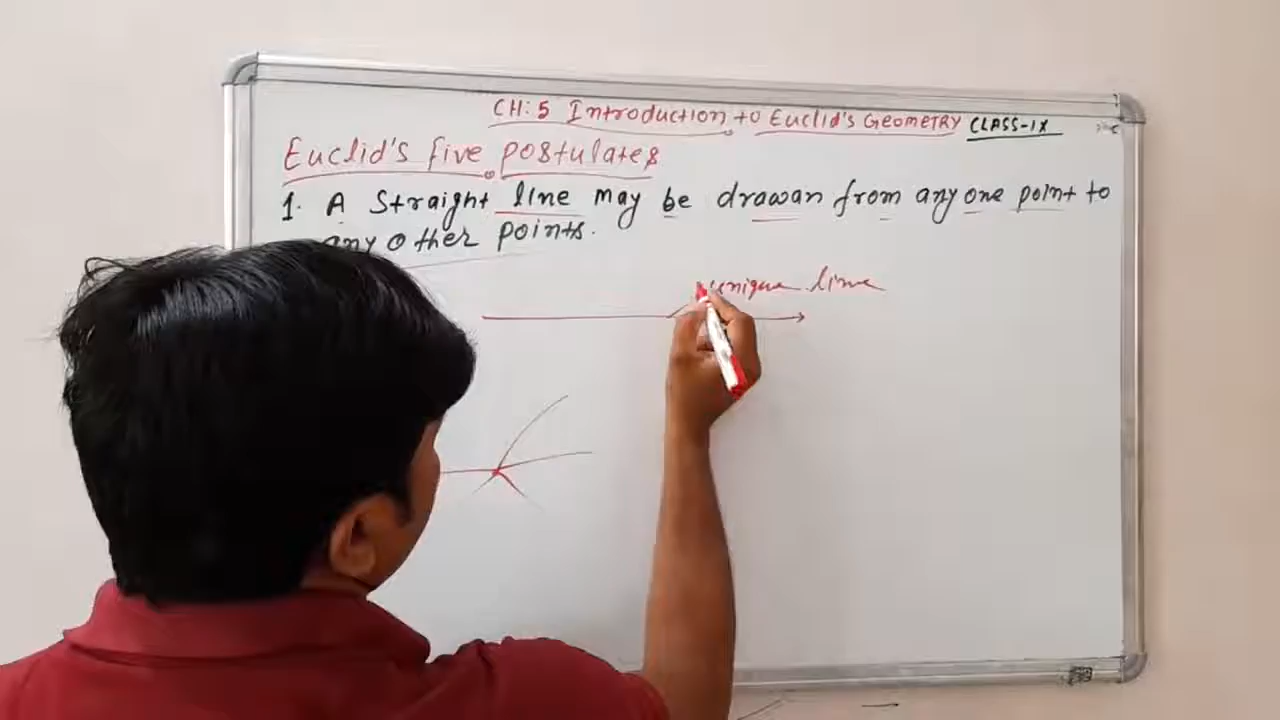 CH: 5 Introduction to Euclid's GEOMETRY CLASS-IX
Euclid's five postulates
1. A Straight line may be drawan from any one point to
any other points.
unique line